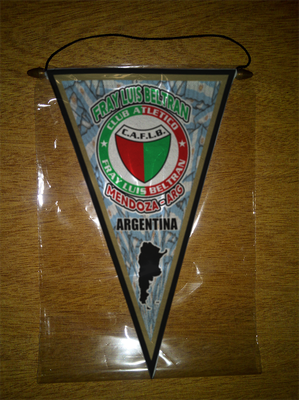 FRAY LUIS BELTRAN
CLUB ATLETICO
C.A.F.L.B.
FRAY LUIS BELTRAN
MENDOZA-ARG
ARGENTINA